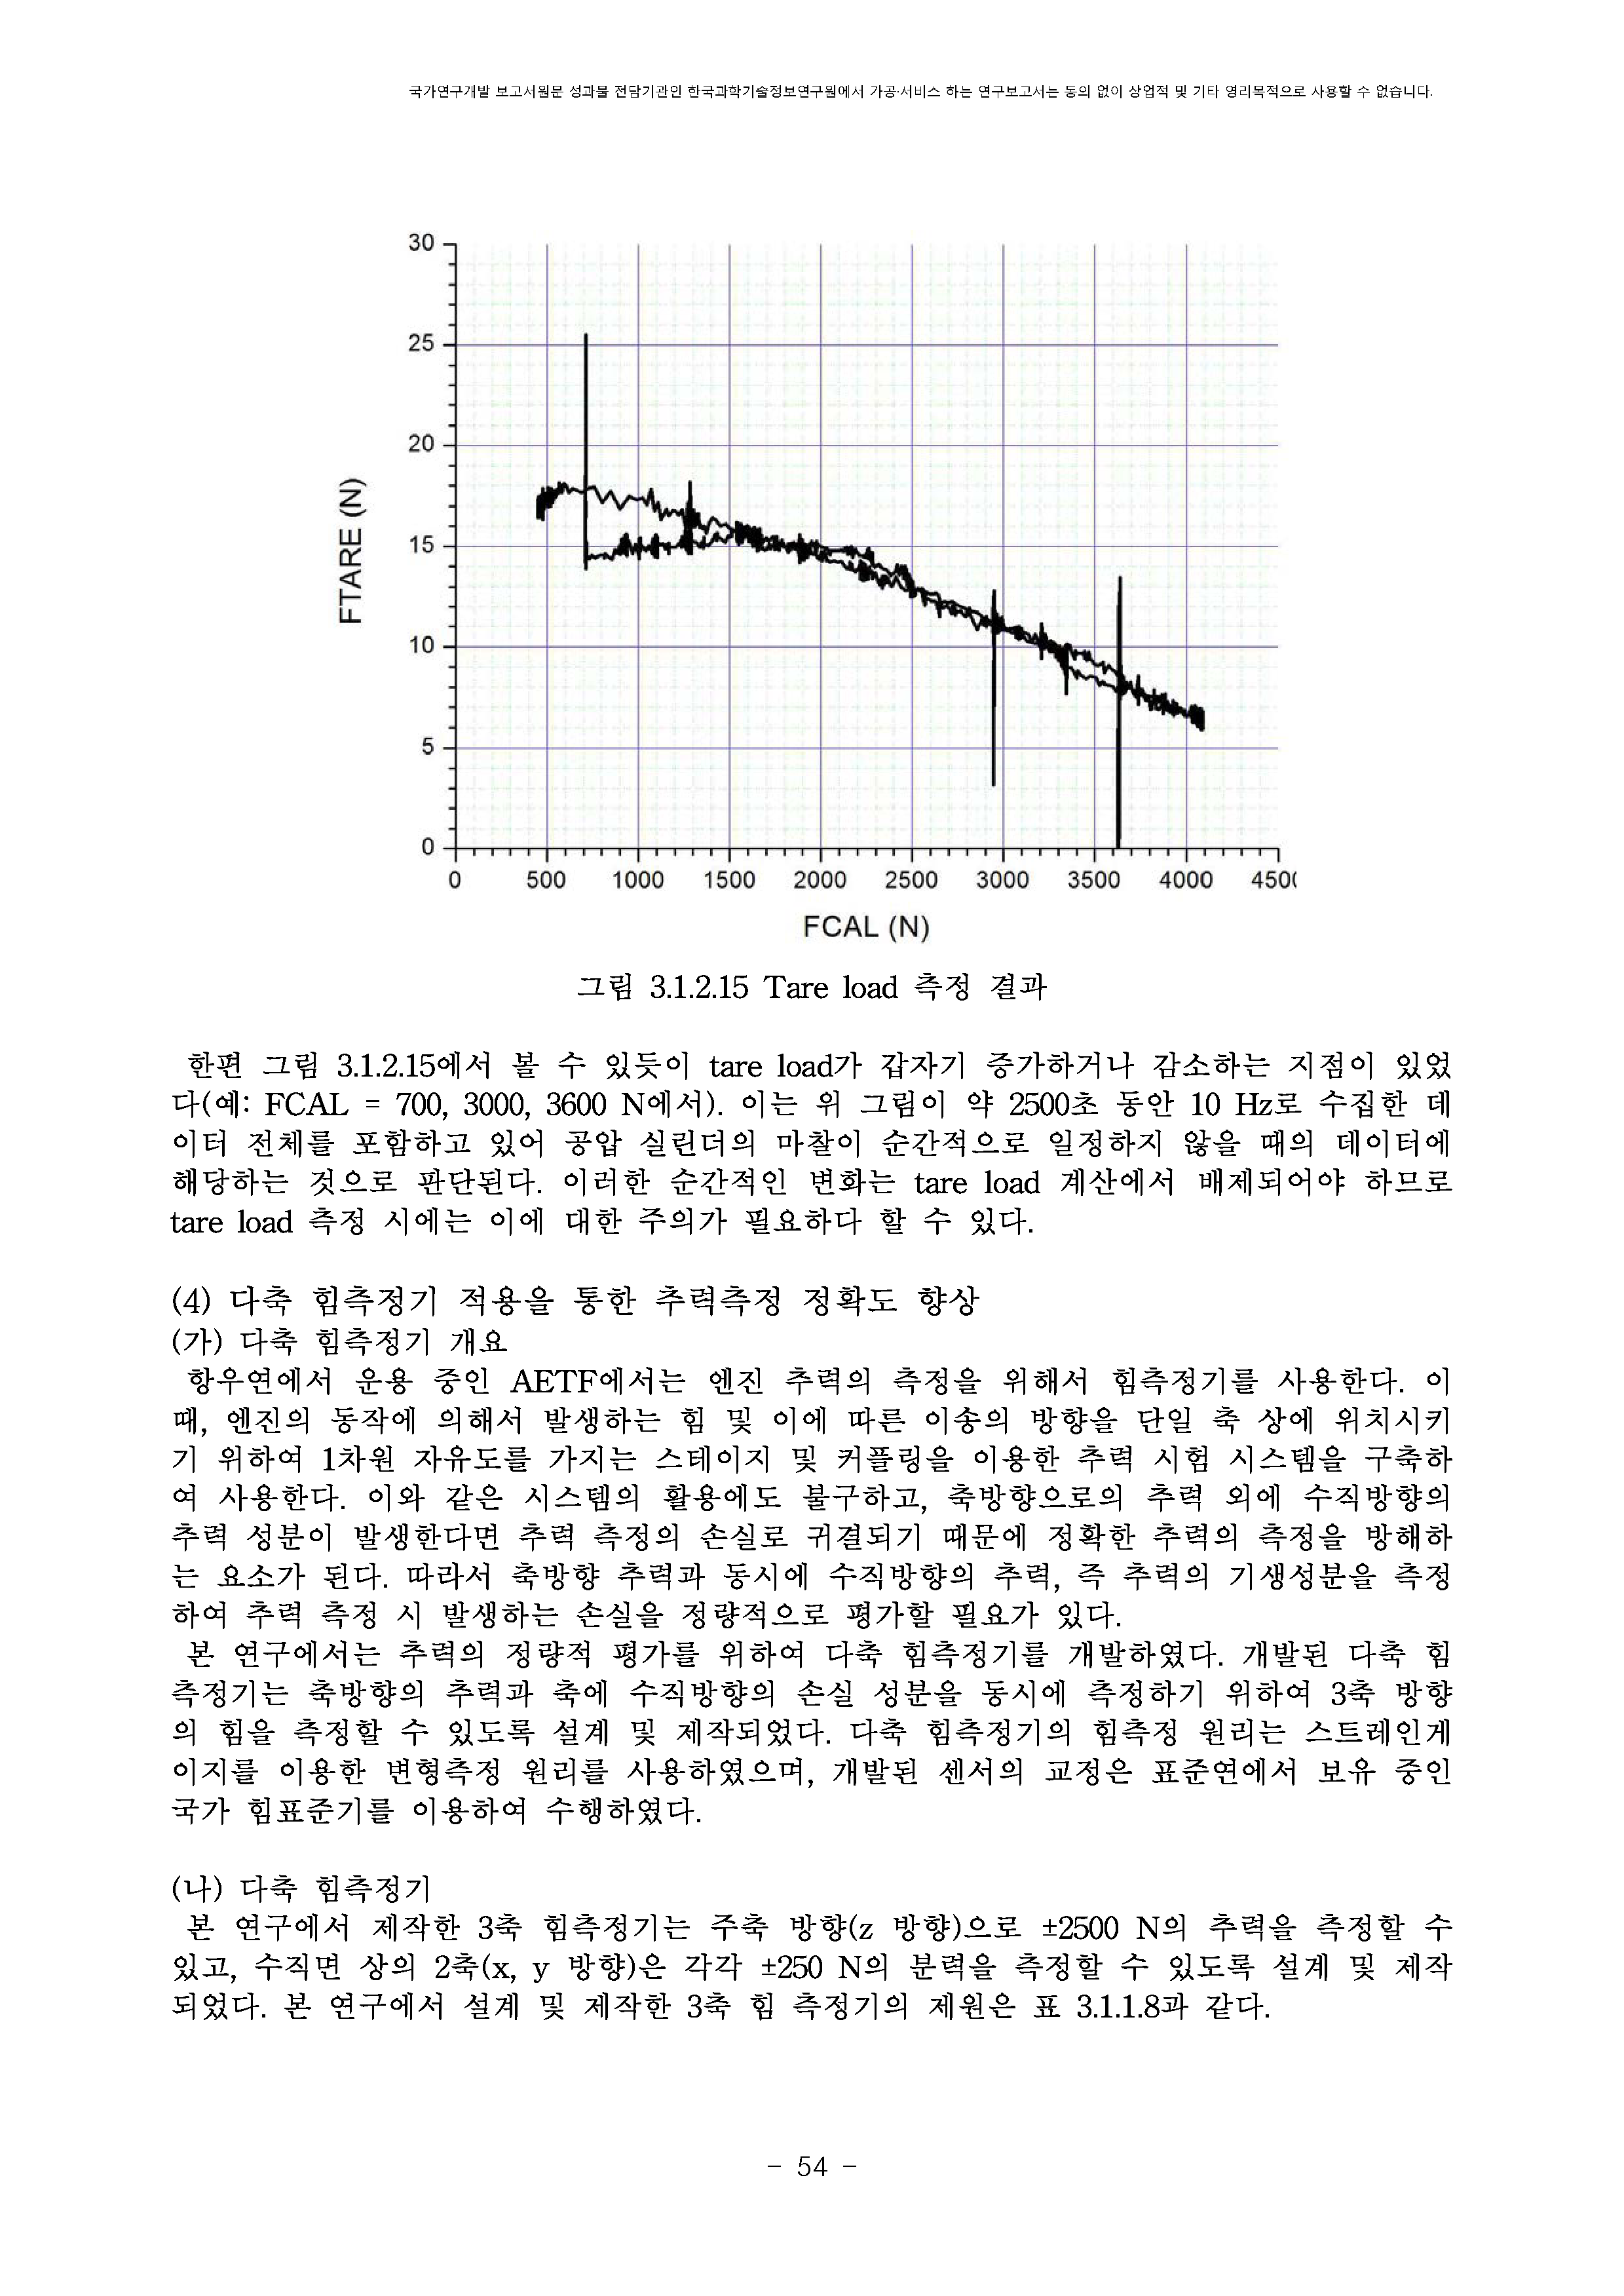 국가연구개발 보고서원문 성과물 전담기관인 한국과학기술정보연구원에서 가공·서비스 하는 연구보고서는 동의 없이 상업적 및 기타 영리목적으로 사용할 수 없습니다.
30
25
20
15
10
5
0
FTARE (N)
0 500 1000 1500 2000 2500 3000 3500 4000 450
FCAL (N)
그림 3.1.2.15 Tare load 측정 결과
한편 그림 3.1.2.15에서 볼 수 있듯이 tare load가 갑자기 증가하거나 감소하는 지점이 있었
다(예: FCAL = 700, 3000, 3600 N에서). 이는 위 그림이 약 2500초 동안 10 Hz로 수집한 데
이터 전체를 포함하고 있어 공압 실린더의 마찰이 순간적으로 일정하지 않을 때의 데이터에
해당하는 것으로 판단된다. 이러한 순간적인 변화는 tare load 계산에서 배제되어야 하므로
tare load 측정 시에는 이에 대한 주의가 필요하다 할 수 있다.
(4) 다축 힘측정기 적용을 통한 추력측정 정확도 향상
(가) 다축 힘측정기 개요
항우연에서 운용 중인 AETF에서는 엔진 추력의 측정을 위해서 힘측정기를 사용한다. 이
때, 엔진의 동작에 의해서 발생하는 힘 및 이에 따른 이송의 방향을 단일 축 상에 위치시키
기 위하여 1차원 자유도를 가지는 스테이지 및 커플링을 이용한 추력 시험 시스템을 구축하
여 사용한다. 이와 같은 시스템의 활용에도 불구하고, 축방향으로의 추력 외에 수직방향의
추력 성분이 발생한다면 추력 측정의 손실로 귀결되기 때문에 정확한 추력의 측정을 방해하
는 요소가 된다. 따라서 축방향 추력과 동시에 수직방향의 추력, 즉 추력의 기생성분을 측정
하여 추력 측정 시 발생하는 손실을 정량적으로 평가할 필요가 있다.
본 연구에서는 추력의 정량적 평가를 위하여 다축 힘측정기를 개발하였다. 개발된 다축 힘
측정기는 축방향의 추력과 축에 수직방향의 손실 성분을 동시에 측정하기 위하여 3축 방향
의 힘을 측정할 수 있도록 설계 및 제작되었다. 다축 힘측정기의 힘측정 원리는 스트레인게
이지를 이용한 변형측정 원리를 사용하였으며, 개발된 센서의 교정은 표준연에서 보유 중인
국가 힘표준기를 이용하여 수행하였다.
(나) 다축 힘측정기
본 연구에서 제작한 3축 힘측정기는 주축 방향(z 방향)으로 ±2500 N의 추력을 측정할 수
있고, 수직면 상의 2축(x, y 방향)은 각각 ±250 N의 분력을 측정할 수 있도록 설계 및 제작
되었다. 본 연구에서 설계 및 제작한 3축 힘 측정기의 제원은 표 3.1.1.8과 같다.
- 54 -